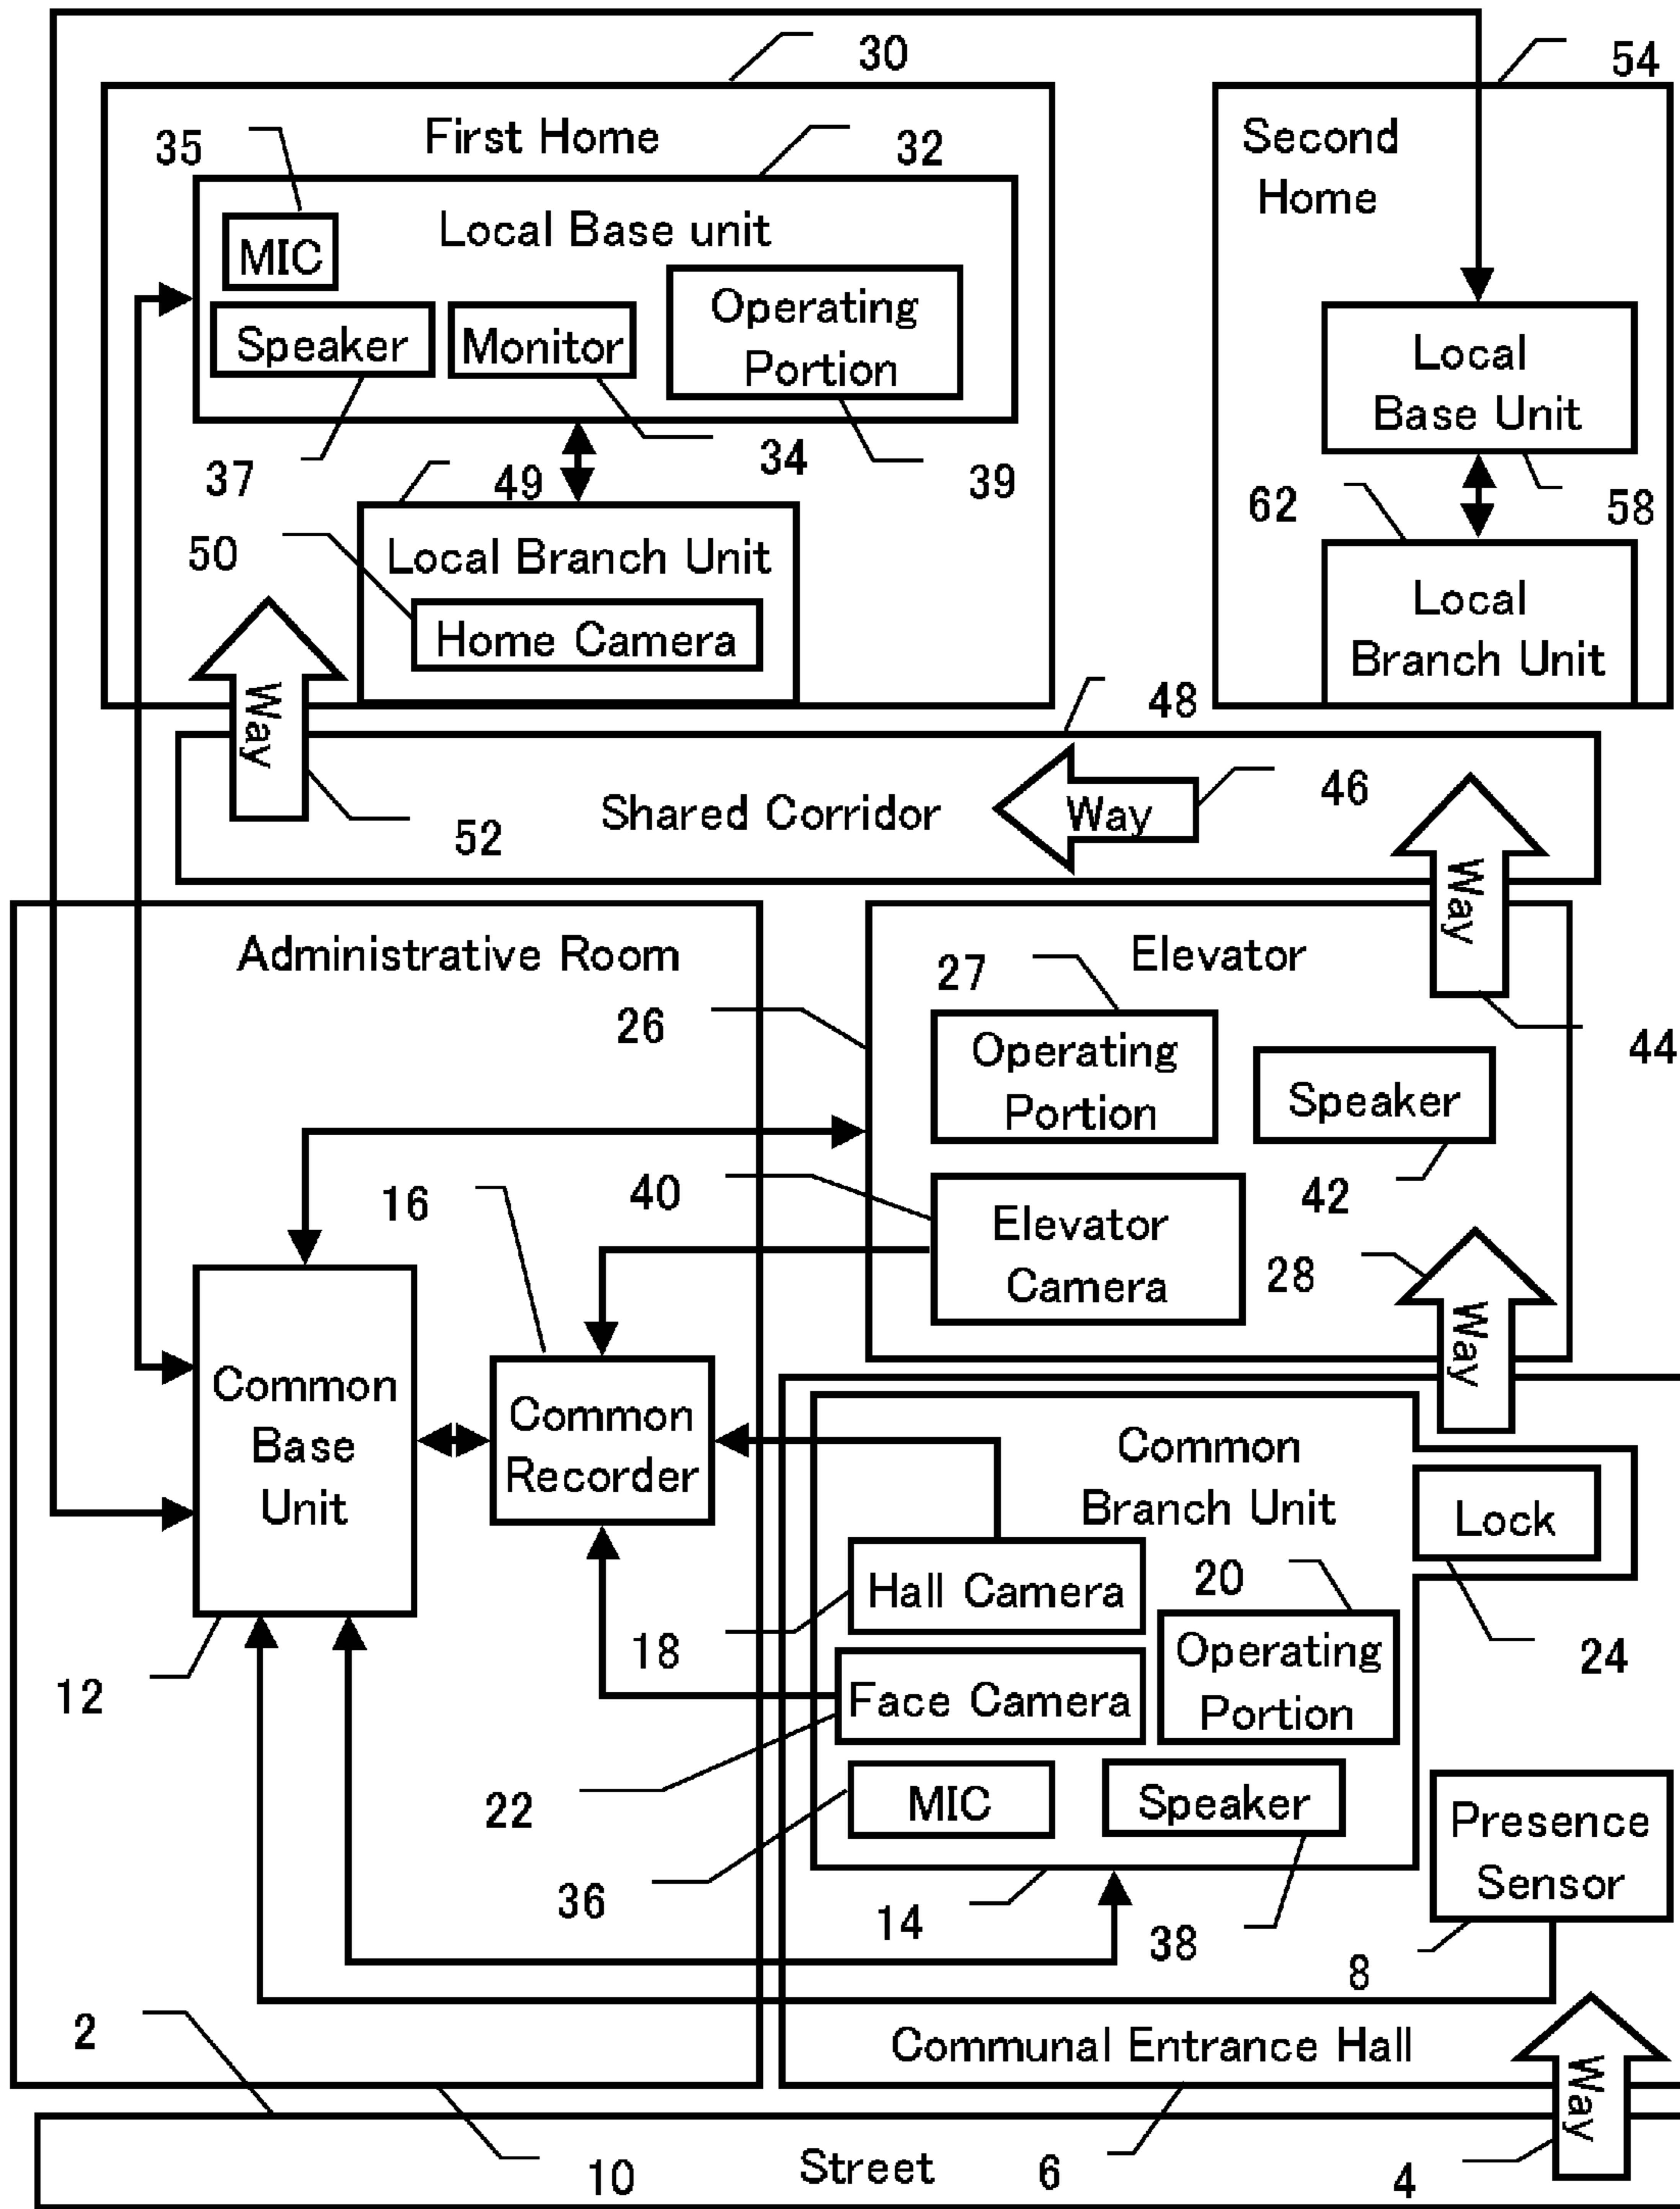 30
54
First Home
Second
Home
35
32
MIC
Local Base unit
Speaker
Monitor
Operating
Portion
Local
Base Unit
37
49
34
39
62
58
50
Local Branch Unit
Home Camera
Local
Branch Unit
Way
48
Shared Corridor
Way
46
52
Way
Administrative Room
Elevator
27
26
Operating
Portion
Speaker
44
42
16
40
Elevator
Camera
28
Way
Common
Base
Unit
Common
Recorder
Common
Branch Unit
Lock
Hall Camera
20
18
24
Operating
Portion
12
Face Camera
22
MIC
Speaker
Presence
Sensor
36
14
38
8
2
Communal Entrance Hall
Way
10
Street
6
4